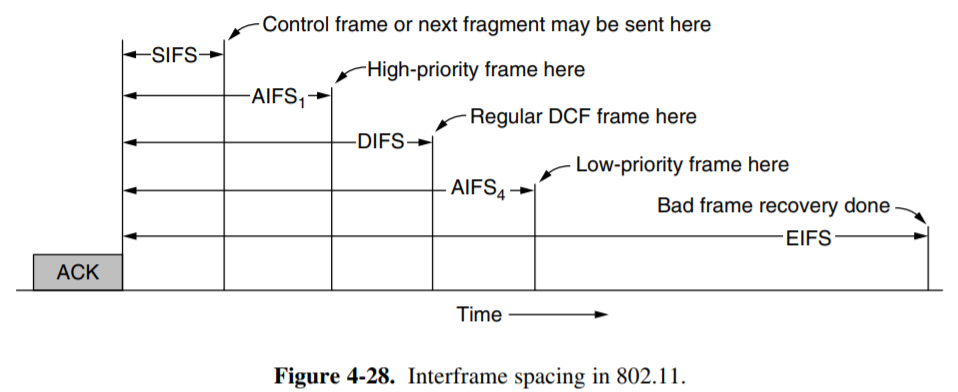 Control frame or next fragment may be sent here
SIFS
High-priority frame here
AIFS1
Regular DCF frame here
DIFS
Low-priority frame here
AIFS4
Bad frame recovery done
EIFS
ACK
Time
Figure 4-28. Interframe spacing in 802.11.